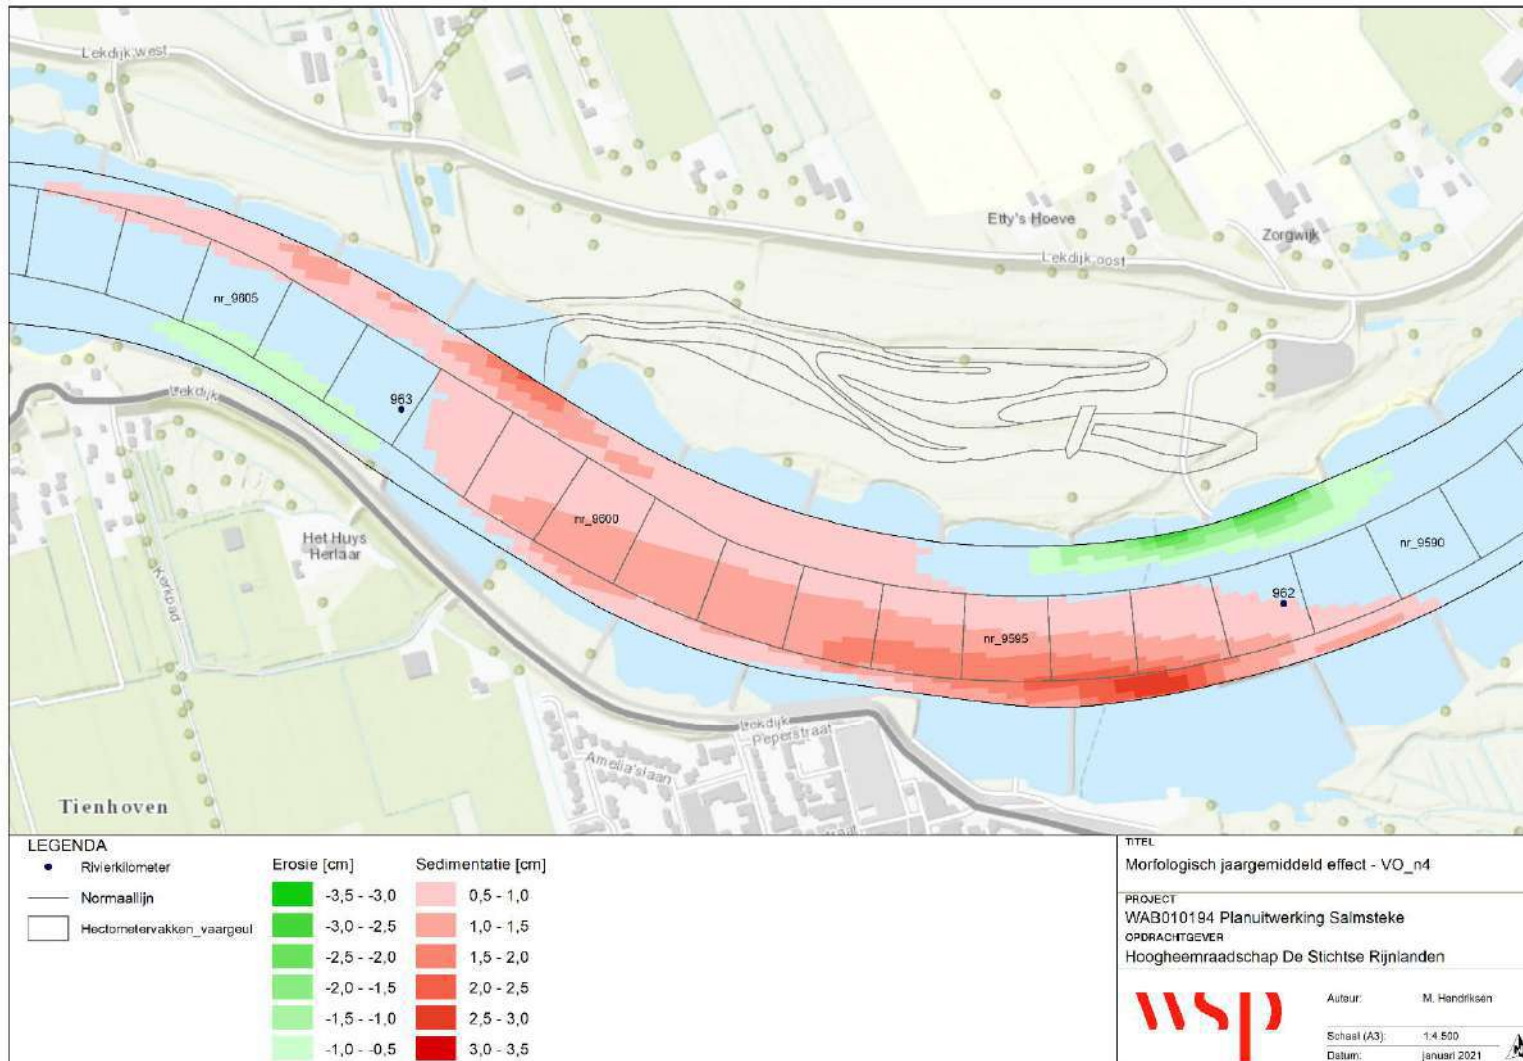 Lekdijk west
Etty's Hoeve
Zorgwijk
Lekdijk oost
nr_9605
963
Lekdijk
nr_9590
962
nr_9600
Het Huys
Herlaar
Kerkpad
nr_9595
Lekdijk
Peperstraat
Amelia'slaan
Tienhoven
LEGENDA
Rivierkilometer
Normaallijn
Hectometervakken_vaargeul
Erosie [cm]
-3,5 - -3,0
-3,0 - -2,5
-2,5 - -2,0
-2,0 - -1,5
-1,5 - -1,0
-1,0 - -0,5
Sedimentatie [cm]
0,5 - 1,0
1,0 - 1,5
1,5 - 2,0
2,0 - 2,5
2,5 - 3,0
3,0 - 3,5
TITEL
Morfologisch jaargemiddeld effect - VO_n4
PROJECT
WAB010194 Planuitwerking Salmsteke
OPDRACHTGEVER
Hoogheemraadschap De Stichtse Rijnlanden
wsp
Auteur: M. Hendriksen
Schaal (A3): 1:4.500
Datum: januari 2021